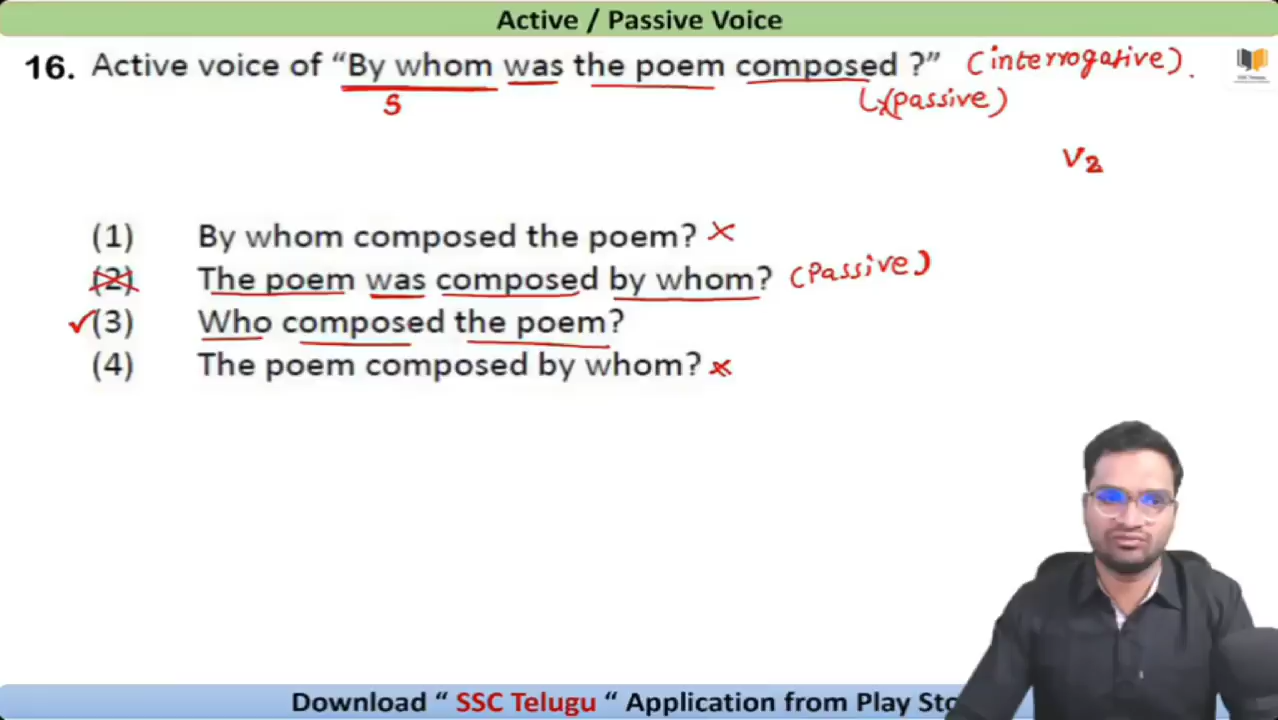 Active / Passive Voice
16. Active voice of “By whom was the poem composed ?” (interrogative).
S (passive)
V2
(1) By whom composed the poem? ×
(2) The poem was composed by whom? (Passive)
✓(3) Who composed the poem?
(4) The poem composed by whom? ×
Download “ SSC Telugu “ Application from Play Sto